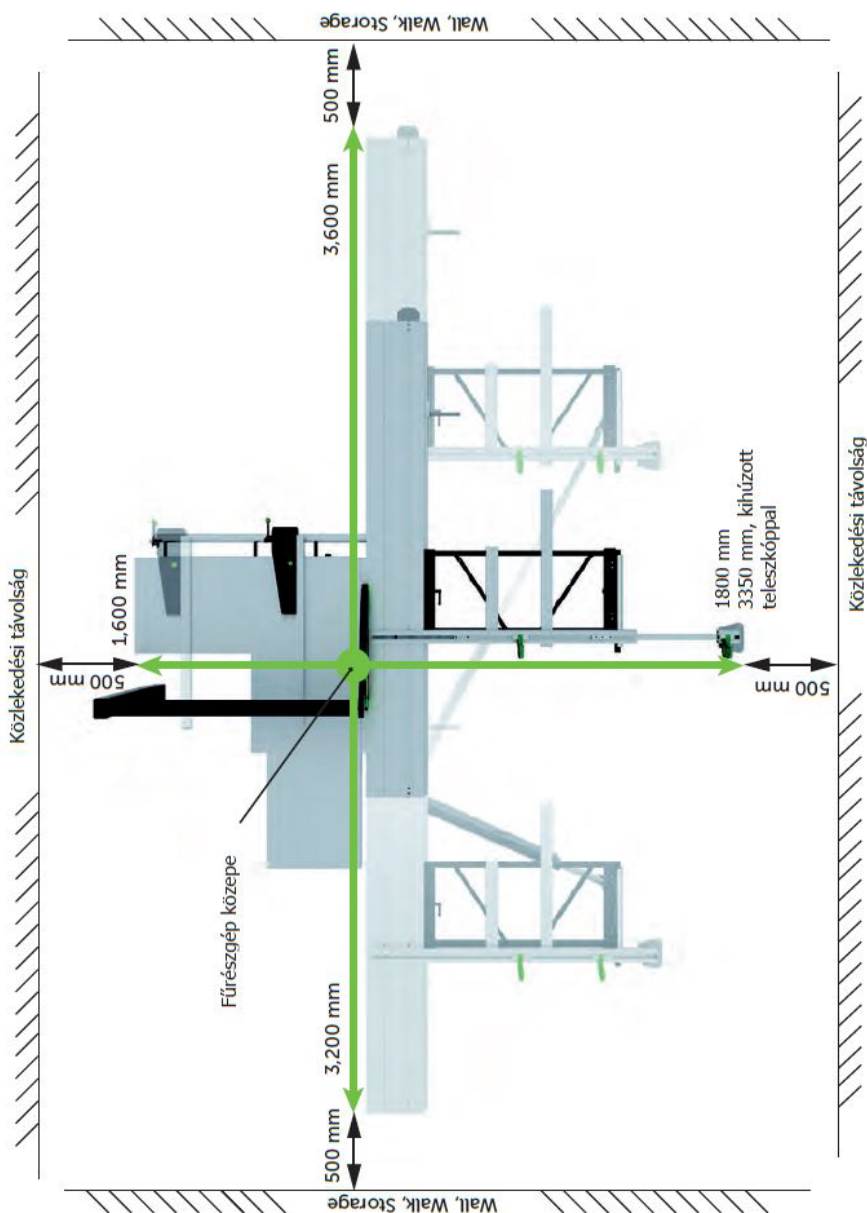 Wall, Walk, Storage
500 mm
3,600 mm
Közlekedési távolság
500 mm
1,600 mm
1800 mm
3350 mm, kihúzott
teleszkóppal
500 mm
Közlekedési távolság
Fűrészgép közepe
3,200 mm
500 mm
Wall, Walk, Storage